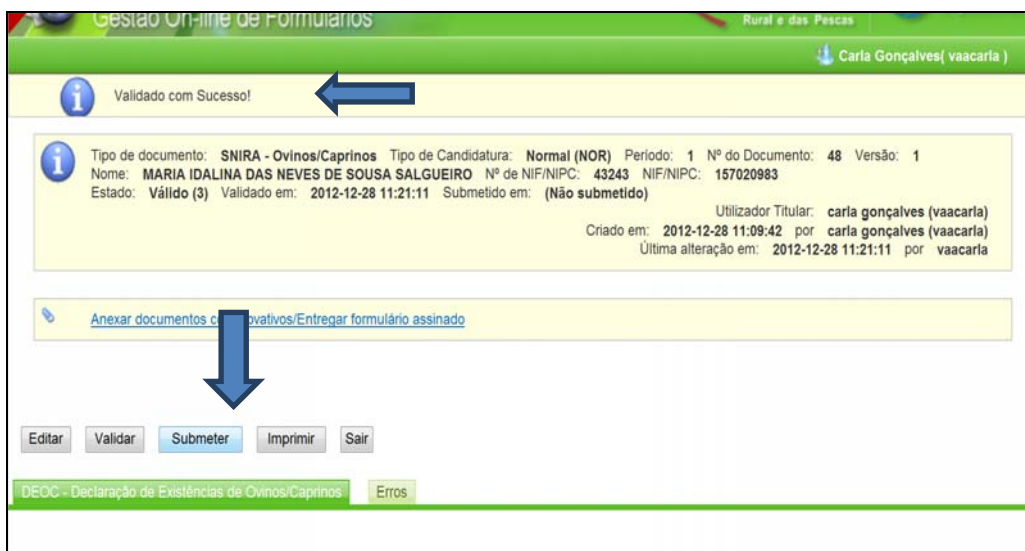 Gestão On-line de Formulários
Rural e das Pescas
Carla Gonçalves( vaacarla )
Validado com Sucesso!
Tipo de documento: SNIRA - Ovinos/Caprinos Tipo de Candidatura: Normal (NOR) Período: 1 Nº do Documento: 48 Versão: 1
Nome: MARIA IDALINA DAS NEVES DE SOUSA SALGUEIRO Nº de NIF/NIPC: 43243 NIF/NIPC: 157020983
Estado: Válido (3) Validado em: 2012-12-28 11:21:11 Submetido em: (Não submetido)
Utilizador Titular: carla gonçalves (vaacarla)
Criado em: 2012-12-28 11:09:42 por carla gonçalves (vaacarla)
Última alteração em: 2012-12-28 11:21:11 por vaacarla
Anexar documentos co ovativos/Entregar formulário assinado
Editar Validar Submeter Imprimir Sair
DEOC - Declaração de Existências de Ovinos/Caprinos Erros